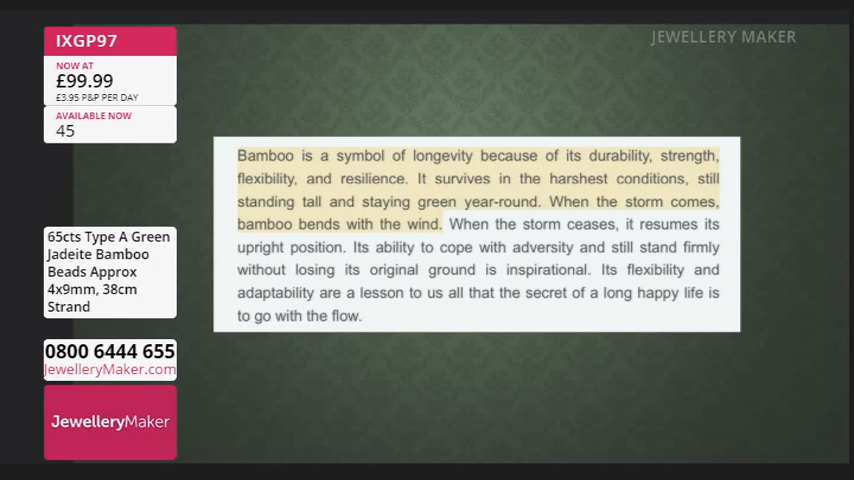 IXGP97
NOW AT
£99.99
£3.95 P&P PER DAY
AVAILABLE NOW
45
65cts Type A Green
Jadeite Bamboo
Beads Approx
4x9mm, 38cm
Strand
0800 6444 655
JewelleryMaker.com
JewelleryMaker
JEWELLERY MAKER
Bamboo is a symbol of longevity because of its durability, strength,
flexibility, and resilience. It survives in the harshest conditions, still
standing tall and staying green year-round. When the storm comes,
bamboo bends with the wind. When the storm ceases, it resumes its
upright position. Its ability to cope with adversity and still stand firmly
without losing its original ground is inspirational. Its flexibility and
adaptability are a lesson to us all that the secret of a long happy life is
to go with the flow.